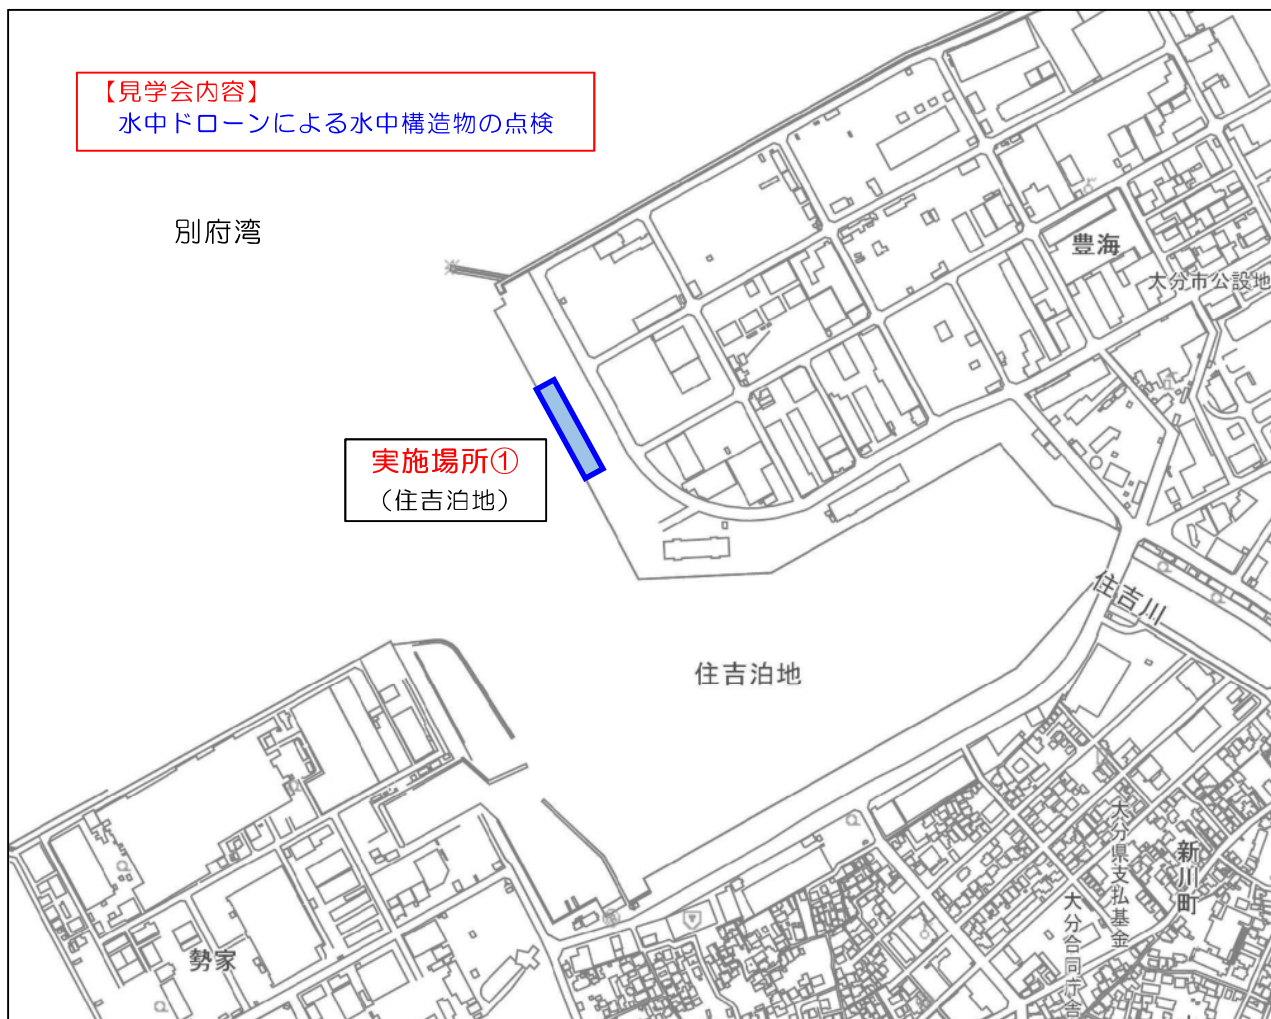 【見学会内容】
水中ドローンによる水中構造物の点検
別府湾
豊海
大分市公設地
実施場所①
（住吉泊地）
住吉川
住吉泊地
大分県支払基金
新川町
大分合同庁舎
勢家